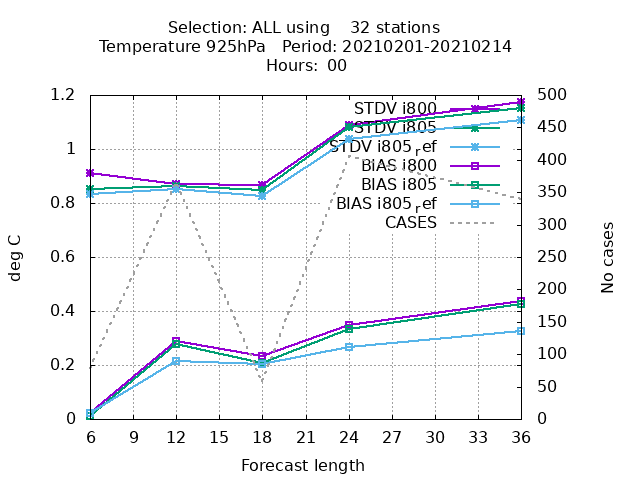 Selection: ALL using 32 stations
Temperature 925hPa Period: 20210201-20210214
Hours: 00
STDV i800
STDV i805
STDV i805ref
BIAS i800
BIAS i805
BIAS i805ref
CASES
deg C
1.2
1
0.8
0.6
0.4
0.2
0
No cases
500
450
400
350
300
250
200
150
100
50
0
6 9 12 15 18 21 24 27 30 33 36
Forecast length